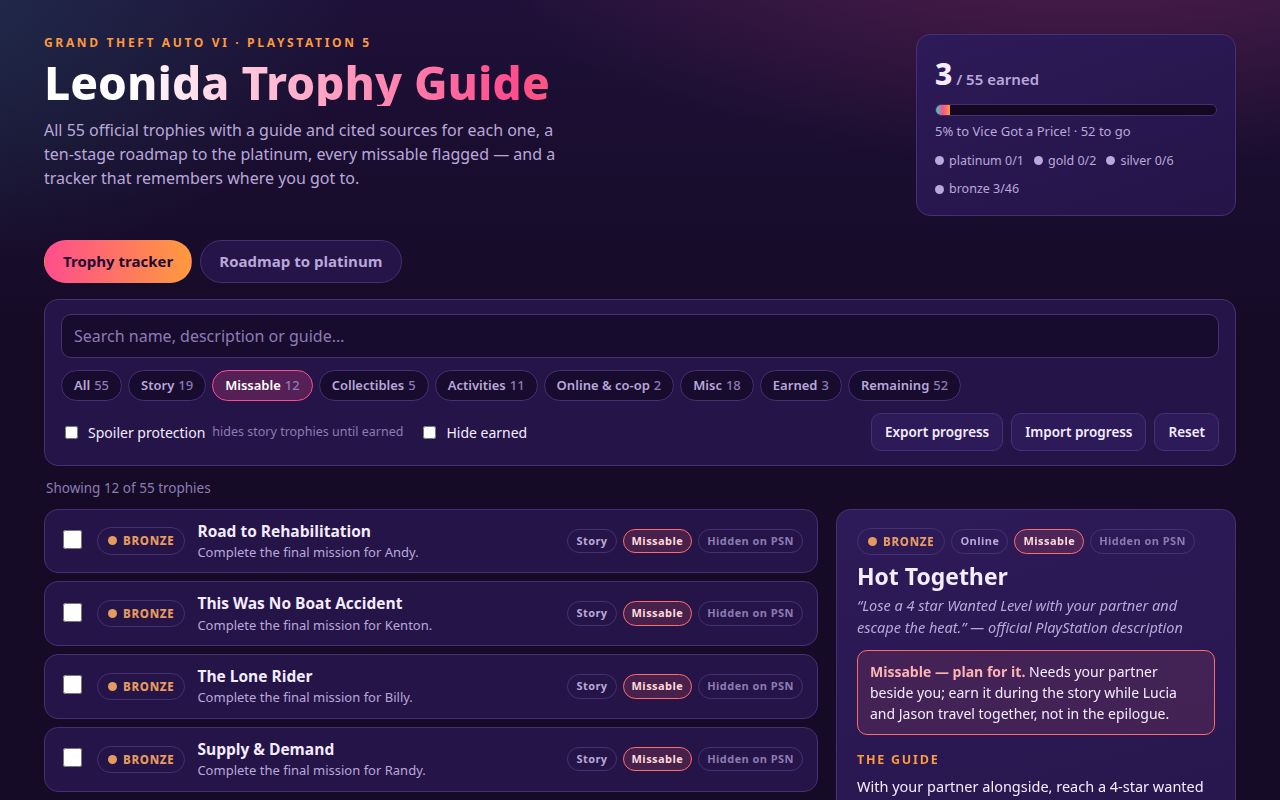 GRAND THEFT AUTO VI · PLAYSTATION 5
Leonida Trophy Guide
All 55 official trophies with a guide and cited sources for each one, a
ten-stage roadmap to the platinum, every missable flagged — and a
tracker that remembers where you got to.
3 / 55 earned
5% to Vice Got a Price! · 52 to go
platinum 0/1 gold 0/2 silver 0/6
bronze 3/46
Trophy tracker
Roadmap to platinum
Search name, description or guide...
All 55 Story 19 Missable 12 Collectibles 5 Activities 11 Online & co-op 2 Misc 18 Earned 3 Remaining 52
Spoiler protection hides story trophies until earned Hide earned
Export progress Import progress Reset
Showing 12 of 55 trophies
BRONZE Road to Rehabilitation Story Missable Hidden on PSN
Complete the final mission for Andy.
BRONZE This Was No Boat Accident Story Missable Hidden on PSN
Complete the final mission for Kenton.
BRONZE The Lone Rider Story Missable Hidden on PSN
Complete the final mission for Billy.
BRONZE Supply & Demand Story Missable Hidden on PSN
Complete the final mission for Randy.
BRONZE Online Missable Hidden on PSN
Hot Together
“Lose a 4 star Wanted Level with your partner and
escape the heat.” — official PlayStation description
Missable — plan for it. Needs your partner
beside you; earn it during the story while Lucia
and Jason travel together, not in the epilogue.
THE GUIDE
With your partner alongside, reach a 4-star wanted